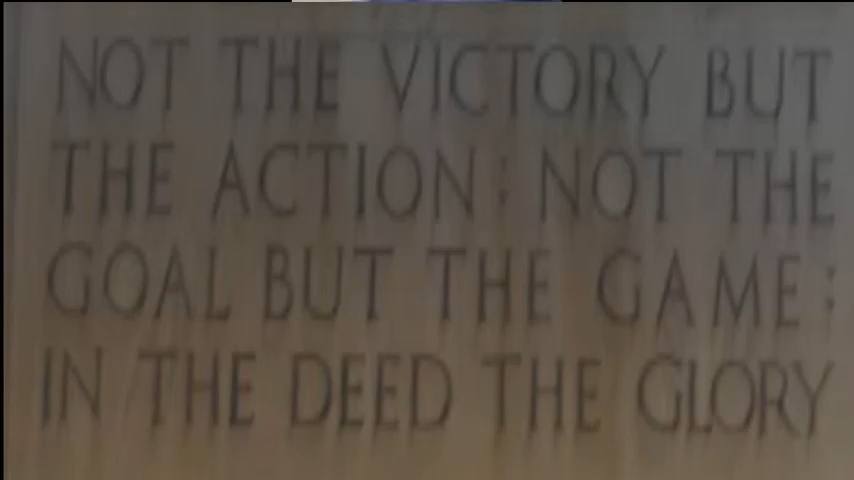 NOT THE VICTORY BUT
THE ACTION : NOT THE
GOAL BUT THE GAME :
IN THE DEED THE GLORY